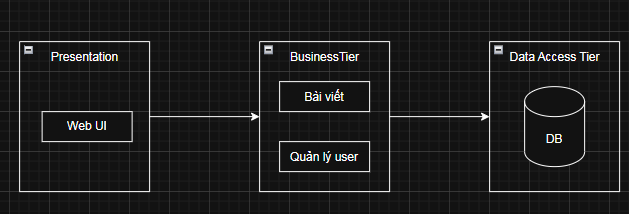 Presentation
Web UI
BusinessTier
Bài viết
Quản lý user
Data Access Tier
DB